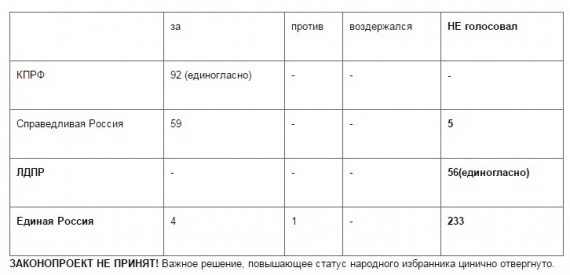 за против воздержался НЕ голосовал
КПРФ 92 (единогласно) - - -
Справедливая Россия 59 - - 5
ЛДПР - - - 56(единогласно)
Единая Россия 4 1 - 233
ЗАКОНОПРОЕКТ НЕ ПРИНЯТ! Важное решение, повышающее статус народного избранника цинично отвергнуто.